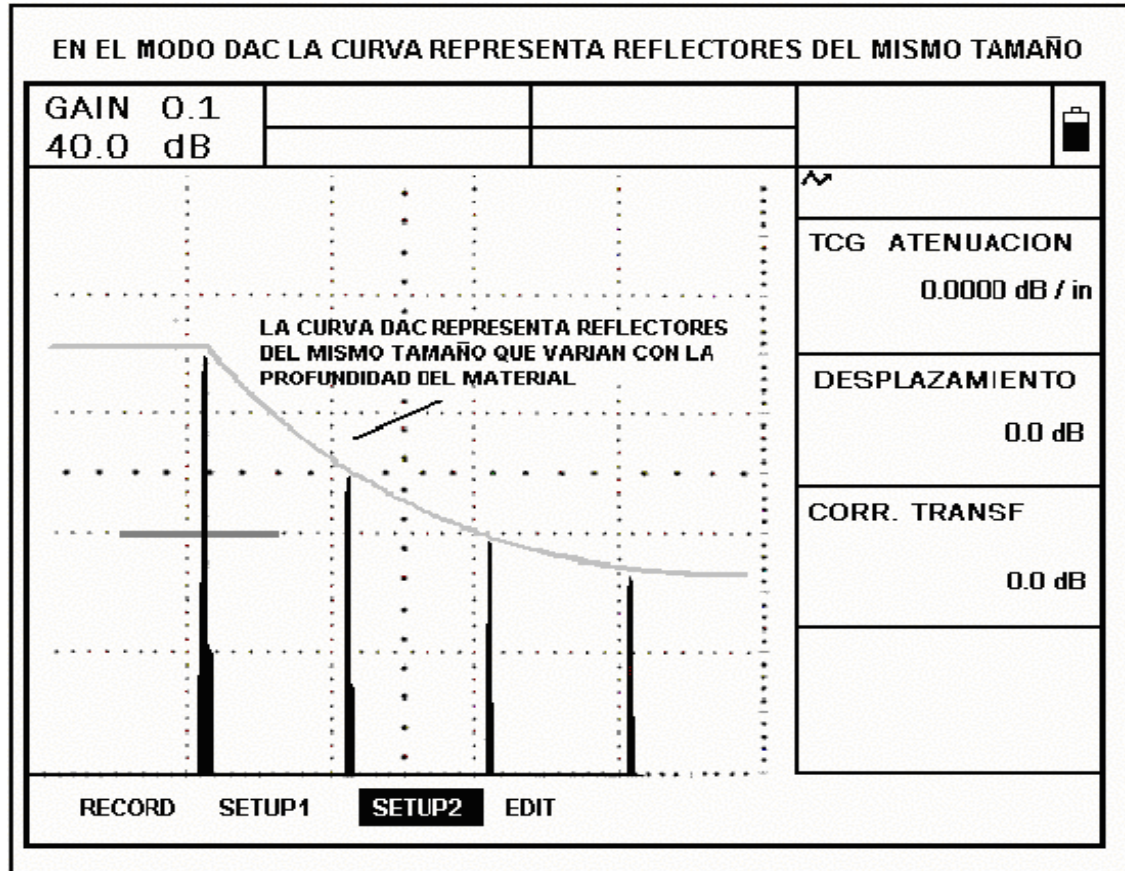 EN EL MODO DAC LA CURVA REPRESENTA REFLECTORES DEL MISMO TAMAÑO
GAIN 0.1
40.0 dB
TCG ATENUACION
0.0000 dB / in
LA CURVA DAC REPRESENTA REFLECTORES
DEL MISMO TAMAÑO QUE VARIAN CON LA
PROFUNDIDAD DEL MATERIAL
DESPLAZAMIENTO
0.0 dB
CORR. TRANSF
0.0 dB
RECORD SETUP1 SETUP2 EDIT